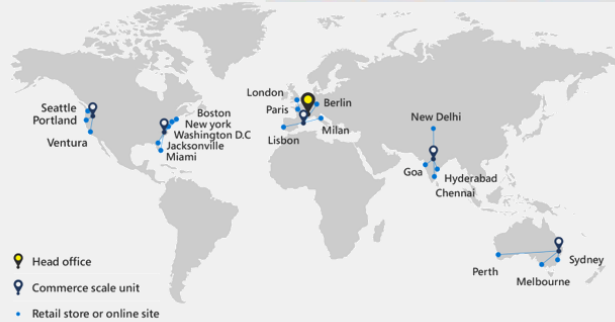 Seattle
Portland
Ventura
Boston
New york
Washington D.C
Jacksonville
Miami
London
Paris
Lisbon
Berlin
Milan
New Delhi
Goa
Hyderabad
Chennai
Perth
Sydney
Melbourne
Head office
Commerce scale unit
Retail store or online site